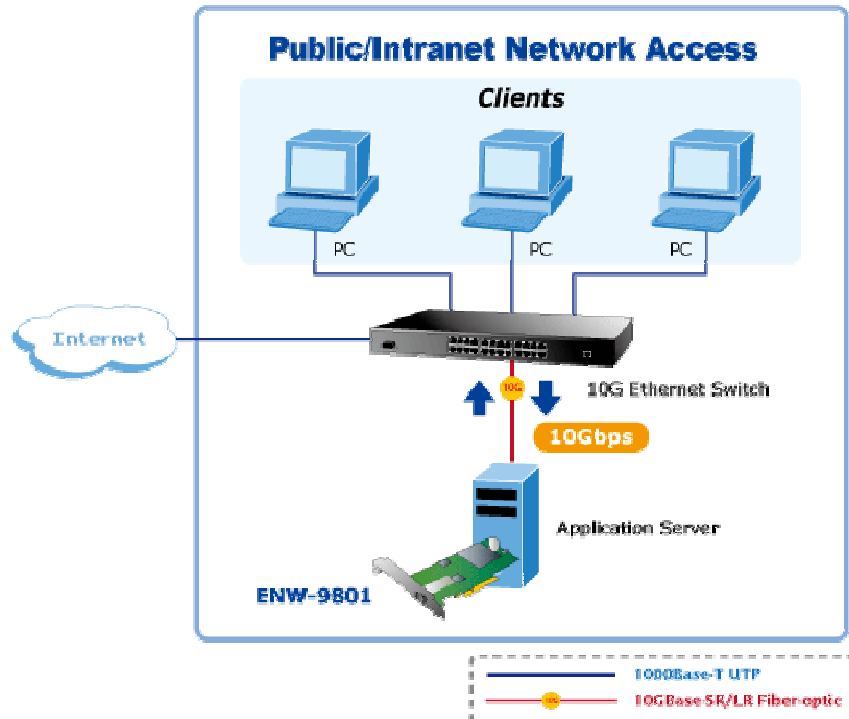 Public/Intranet Network Access
Clients
PC
PC
PC
Internet
10G
10G Ethernet Switch
10Gbps
Application Server
ENW-9801
1000Base-T UTP
10G
10GBase-SR/LR Fiber-optic